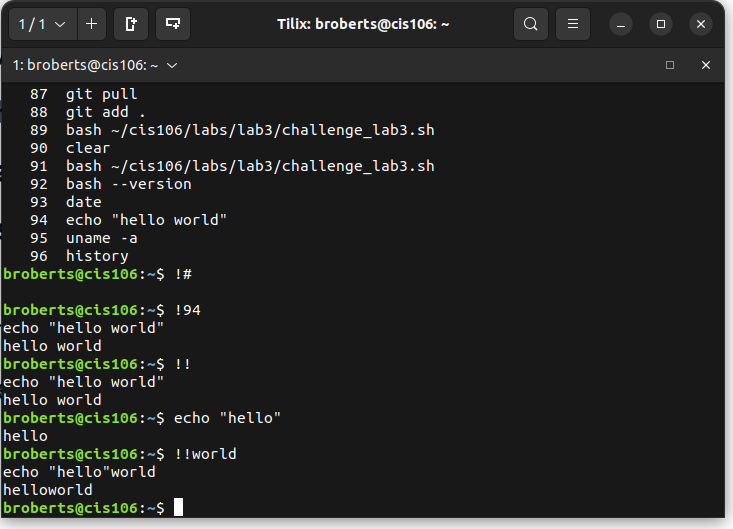 1 / 1
Tilix: broberts@cis106: ~
1: broberts@cis106: ~
87  git pull
88  git add .
89  bash ~/cis106/labs/lab3/challenge_lab3.sh
90  clear
91  bash ~/cis106/labs/lab3/challenge_lab3.sh
92  bash --version
93  date
94  echo "hello world"
95  uname -a
96  history
broberts@cis106:~$ !#
broberts@cis106:~$ !94
echo "hello world"
hello world
broberts@cis106:~$ !!
echo "hello world"
hello world
broberts@cis106:~$ echo "hello"
hello
broberts@cis106:~$ !!world
echo "hello"world
helloworld
broberts@cis106:~$